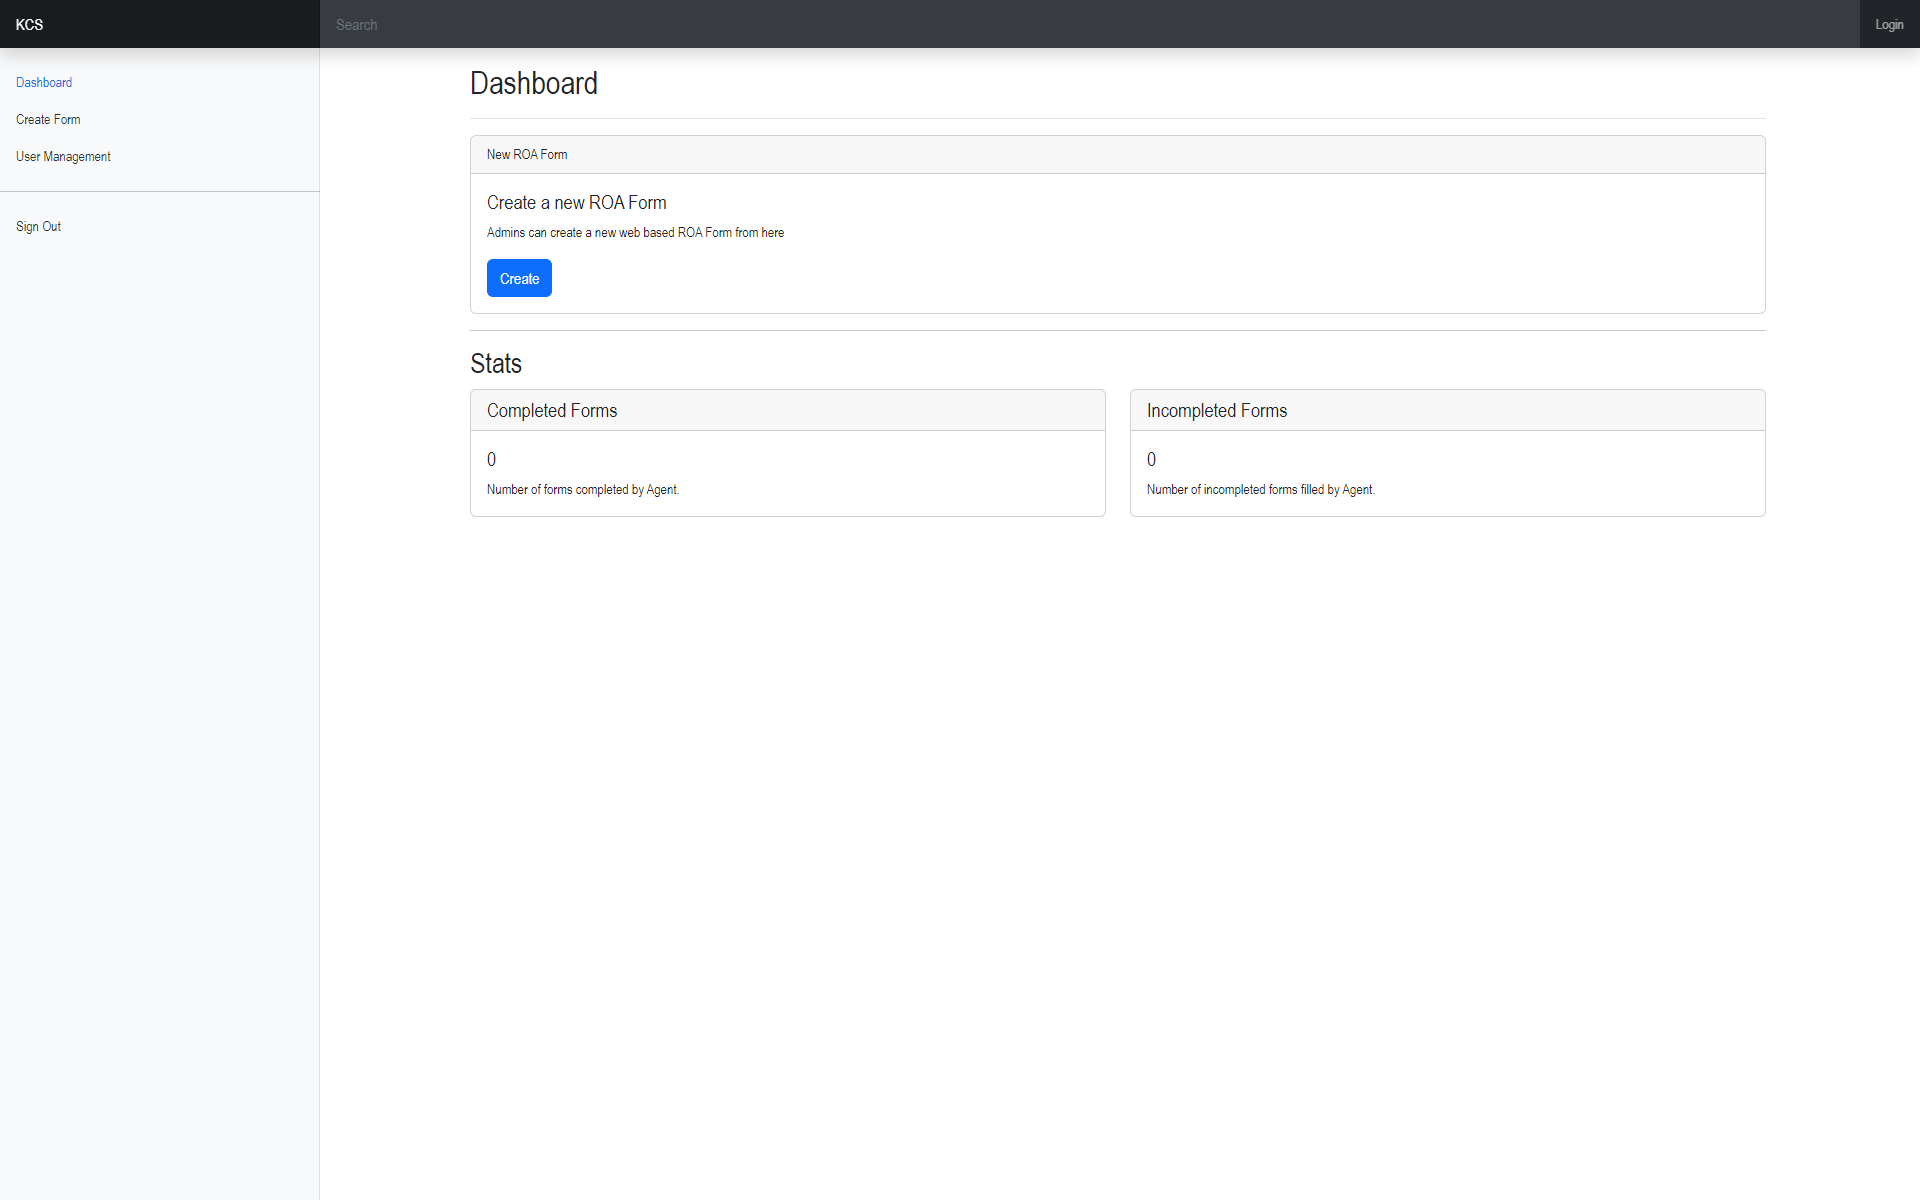 KCS
Search
Login
Dashboard
Create Form
User Management
Sign Out
Dashboard
New ROA Form
Create a new ROA Form
Admins can create a new web based ROA Form from here
Create
Stats
Completed Forms
0
Number of forms completed by Agent.
Incompleted Forms
0
Number of incompleted forms filled by Agent.